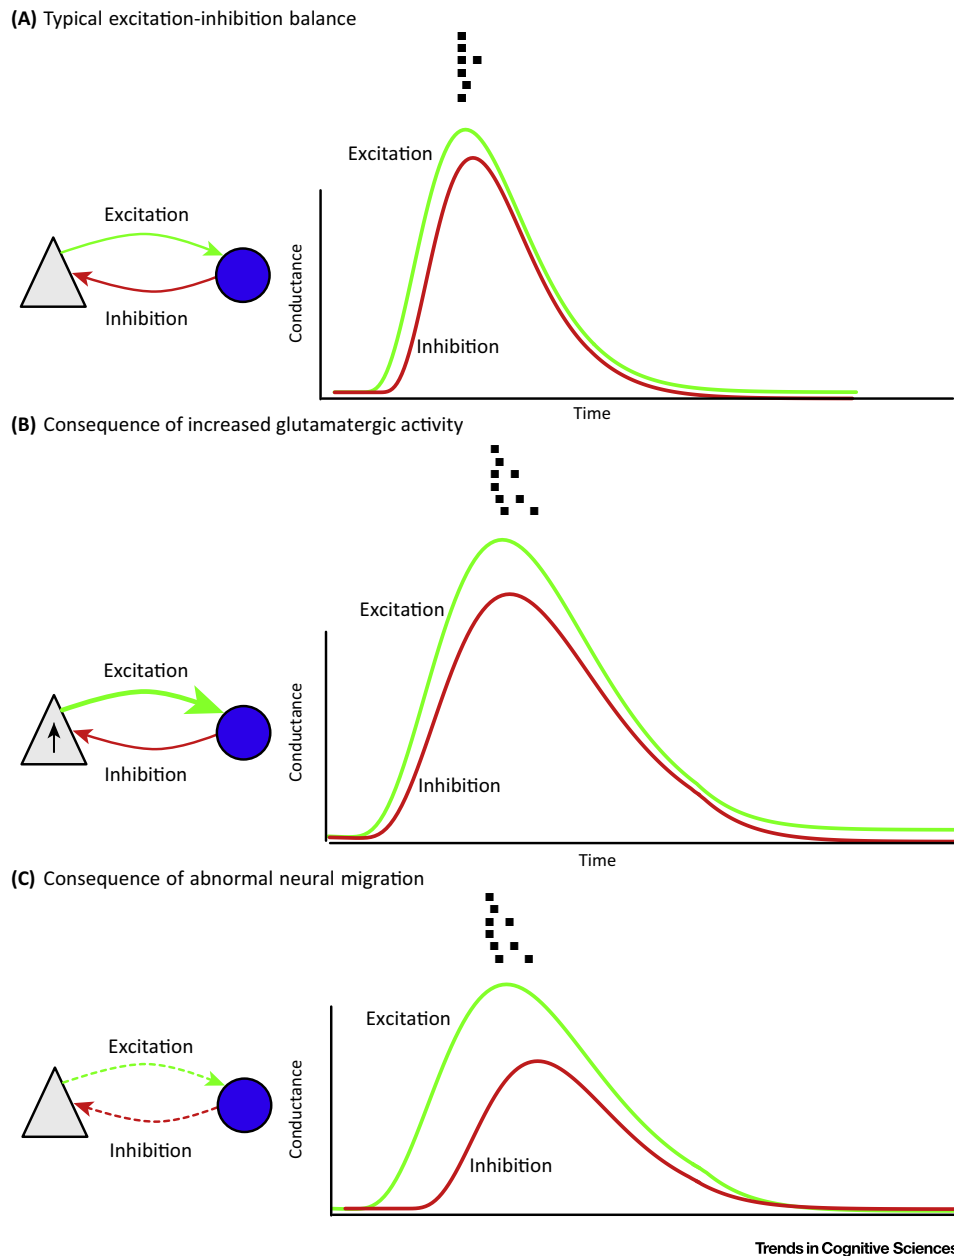 (A) Typical excitation-inhibition balance
Excitation
Excitation
Inhibition
Conductance
Inhibition
Time
(B) Consequence of increased glutamatergic activity
Excitation
Excitation
Inhibition
Conductance
Inhibition
Time
(C) Consequence of abnormal neural migration
Excitation
Excitation
Inhibition
Conductance
Inhibition
Trends in Cognitive Sciences